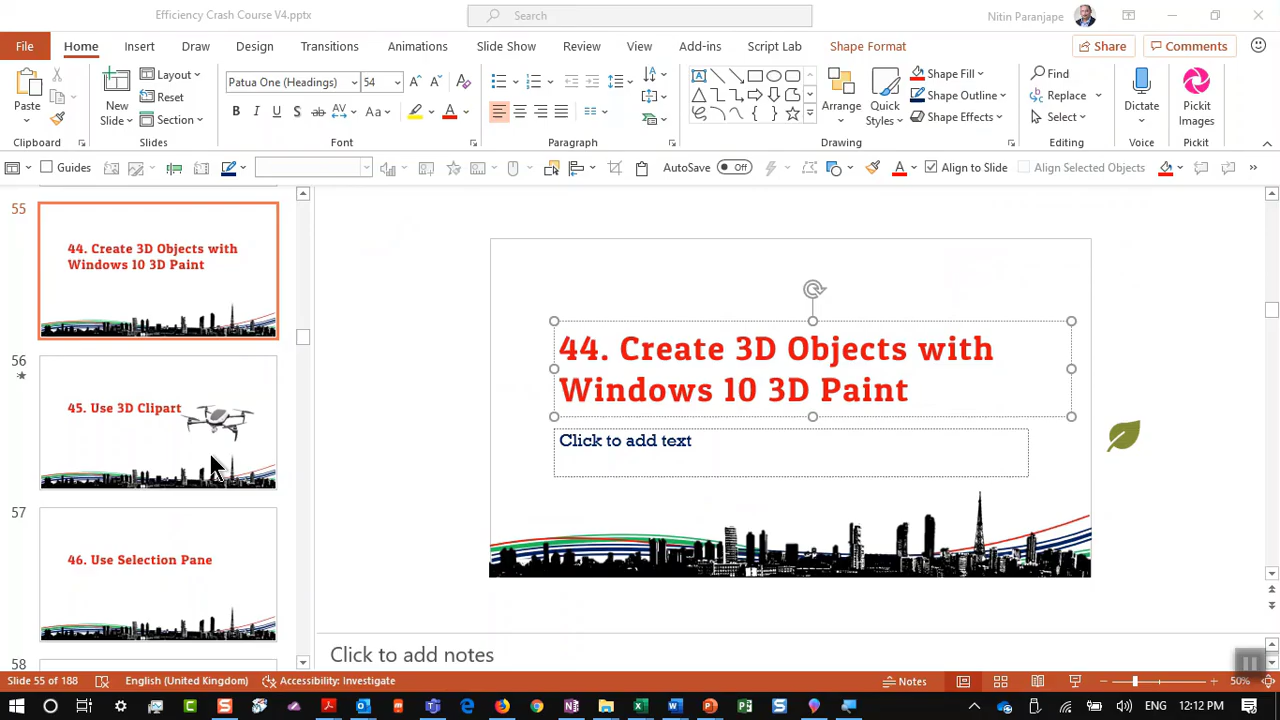 Efficiency Crash Course V4.pptx
Search
Nitin Paranjape
File Home Insert Draw Design Transitions Animations Slide Show Review View Add-ins Script Lab Shape Format Share Comments
Layout
Patua One (Headings) 54
Shape Fill
Find
Reset
Shape Outline
Replace
Paste New Slide Section
B I U S ab AV Aa A
Arrange Quick Styles Shape Effects
Select
Dictate Pickit Images
Clipboard Slides Font Paragraph Drawing Editing Voice Pickit
Guides AutoSave Off Align to Slide Align Selected Objects
55
44. Create 3D Objects with
Windows 10 3D Paint
56
45. Use 3D Clipart
57
46. Use Selection Pane
58
44. Create 3D Objects with
Windows 10 3D Paint
Click to add text
Click to add notes
Slide 55 of 188 English (United Kingdom) Accessibility: Investigate Notes 50%
ENG 12:12 PM